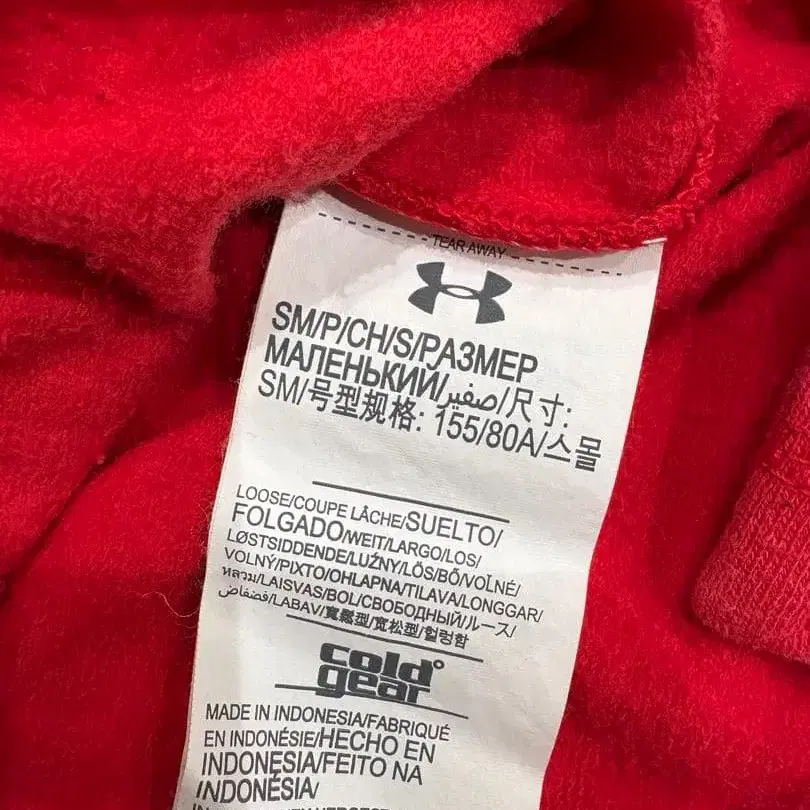 TEAR AWAY
SM/P/CH/S/РАЗМЕР
МАЛЕНЬКИЙ/صغير/尺寸:
SM/号型规格: 155/80A/스몰
LOOSE/COUPE LÂCHE/SUELTO/
FOLGADO/WEIT/LARGO/LOS/
LØSTSIDDENDE/LUŹNY/LÖS/BŐ/VOĽNÉ/
VOLNÝ/PIXTO/OHLAPNA/TILAVA/LONGGAR/
หลวม/LAISVAS/BOL/СВОБОДНЫЙ/ルース/
فضفاض/LABAV/寬鬆型/宽松型/헐렁함
cold
gear
MADE IN INDONESIA/FABRIQUÉ
EN INDONÉSIE/HECHO EN
INDONESIA/FEITO NA
INDONÉSIA/